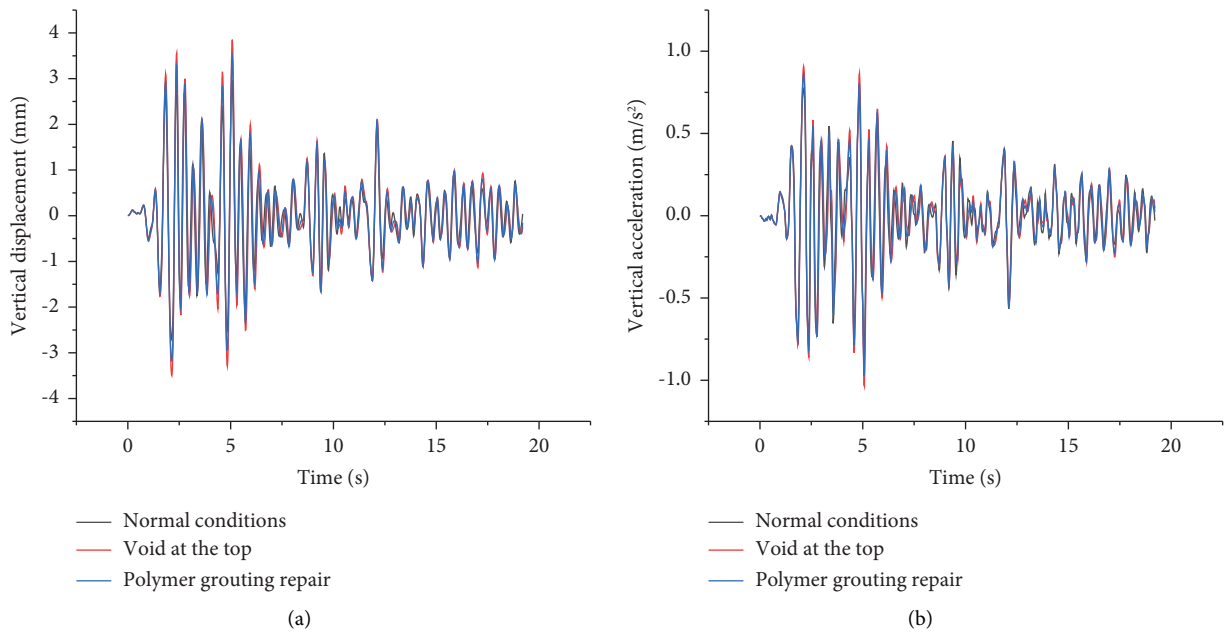 4
3
2
1
0
-1
-2
-3
-4
Vertical displacement (mm)
0 5 10 15 20
Time (s)
Normal conditions
Void at the top
Polymer grouting repair
(a)
1.0
0.5
0.0
-0.5
-1.0
Vertical acceleration (m/s²)
0 5 10 15 20
Time (s)
Normal conditions
Void at the top
Polymer grouting repair
(b)